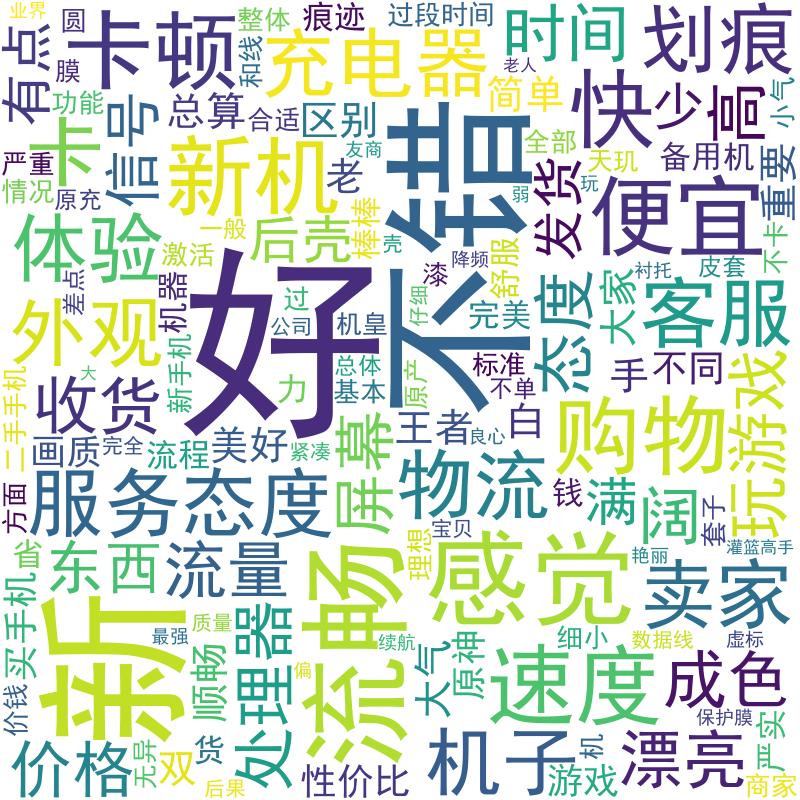 业界
圆
膜
有点
卡顿
整体
和线
痕迹
过段时间
充电器
老人
时间
划痕
小气
功能
卡
信号
总算
合适
区别
简单
快
少
高
严重
情况
原充
新机
友商
老
不错
弱
全部
天玑
玩
备用机
重要
体验
一般
激活
后壳
棒棒
壳
漆
降频
舒服
发货
便宜
皮套
不卡
差点
机器
好
过
公司
机皇
仔细
完美
态度
衬托
大家
客服
外观
新手机
力
总体
基本
原产
标准
不单
手
不同
二手手机
大
收货
画质
完全
流程
美好
紧凑
屏幕
王者
良心
白
购物
玩游戏
方面
服务态度
物流
钱
满
阔
套子
灌篮高手
省
东西
流量
流畅
理想
宝贝
感觉
艳丽
卖家
买手机
新
最强
质量
顺畅
处理器
续航
偏
大气
原神
细小
数据线
虚标
速度
成色
保护膜
严实
价钱
价格
无异
双
货
后果
性价比
机子
机
游戏
漂亮
商家